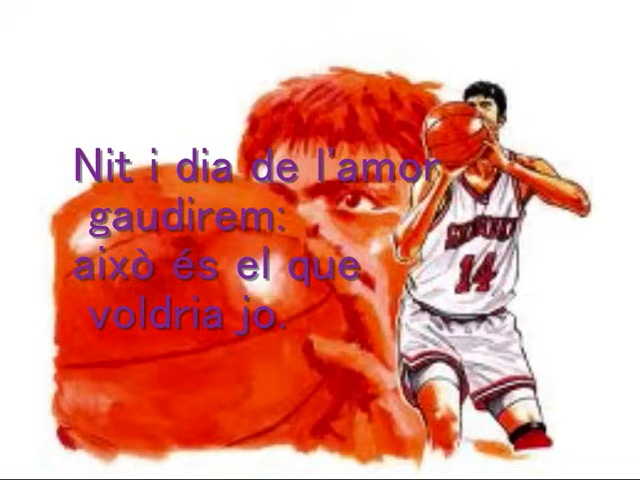 Nit i dia de l'amor
gaudirem:
això és el que
voldria jo.
14